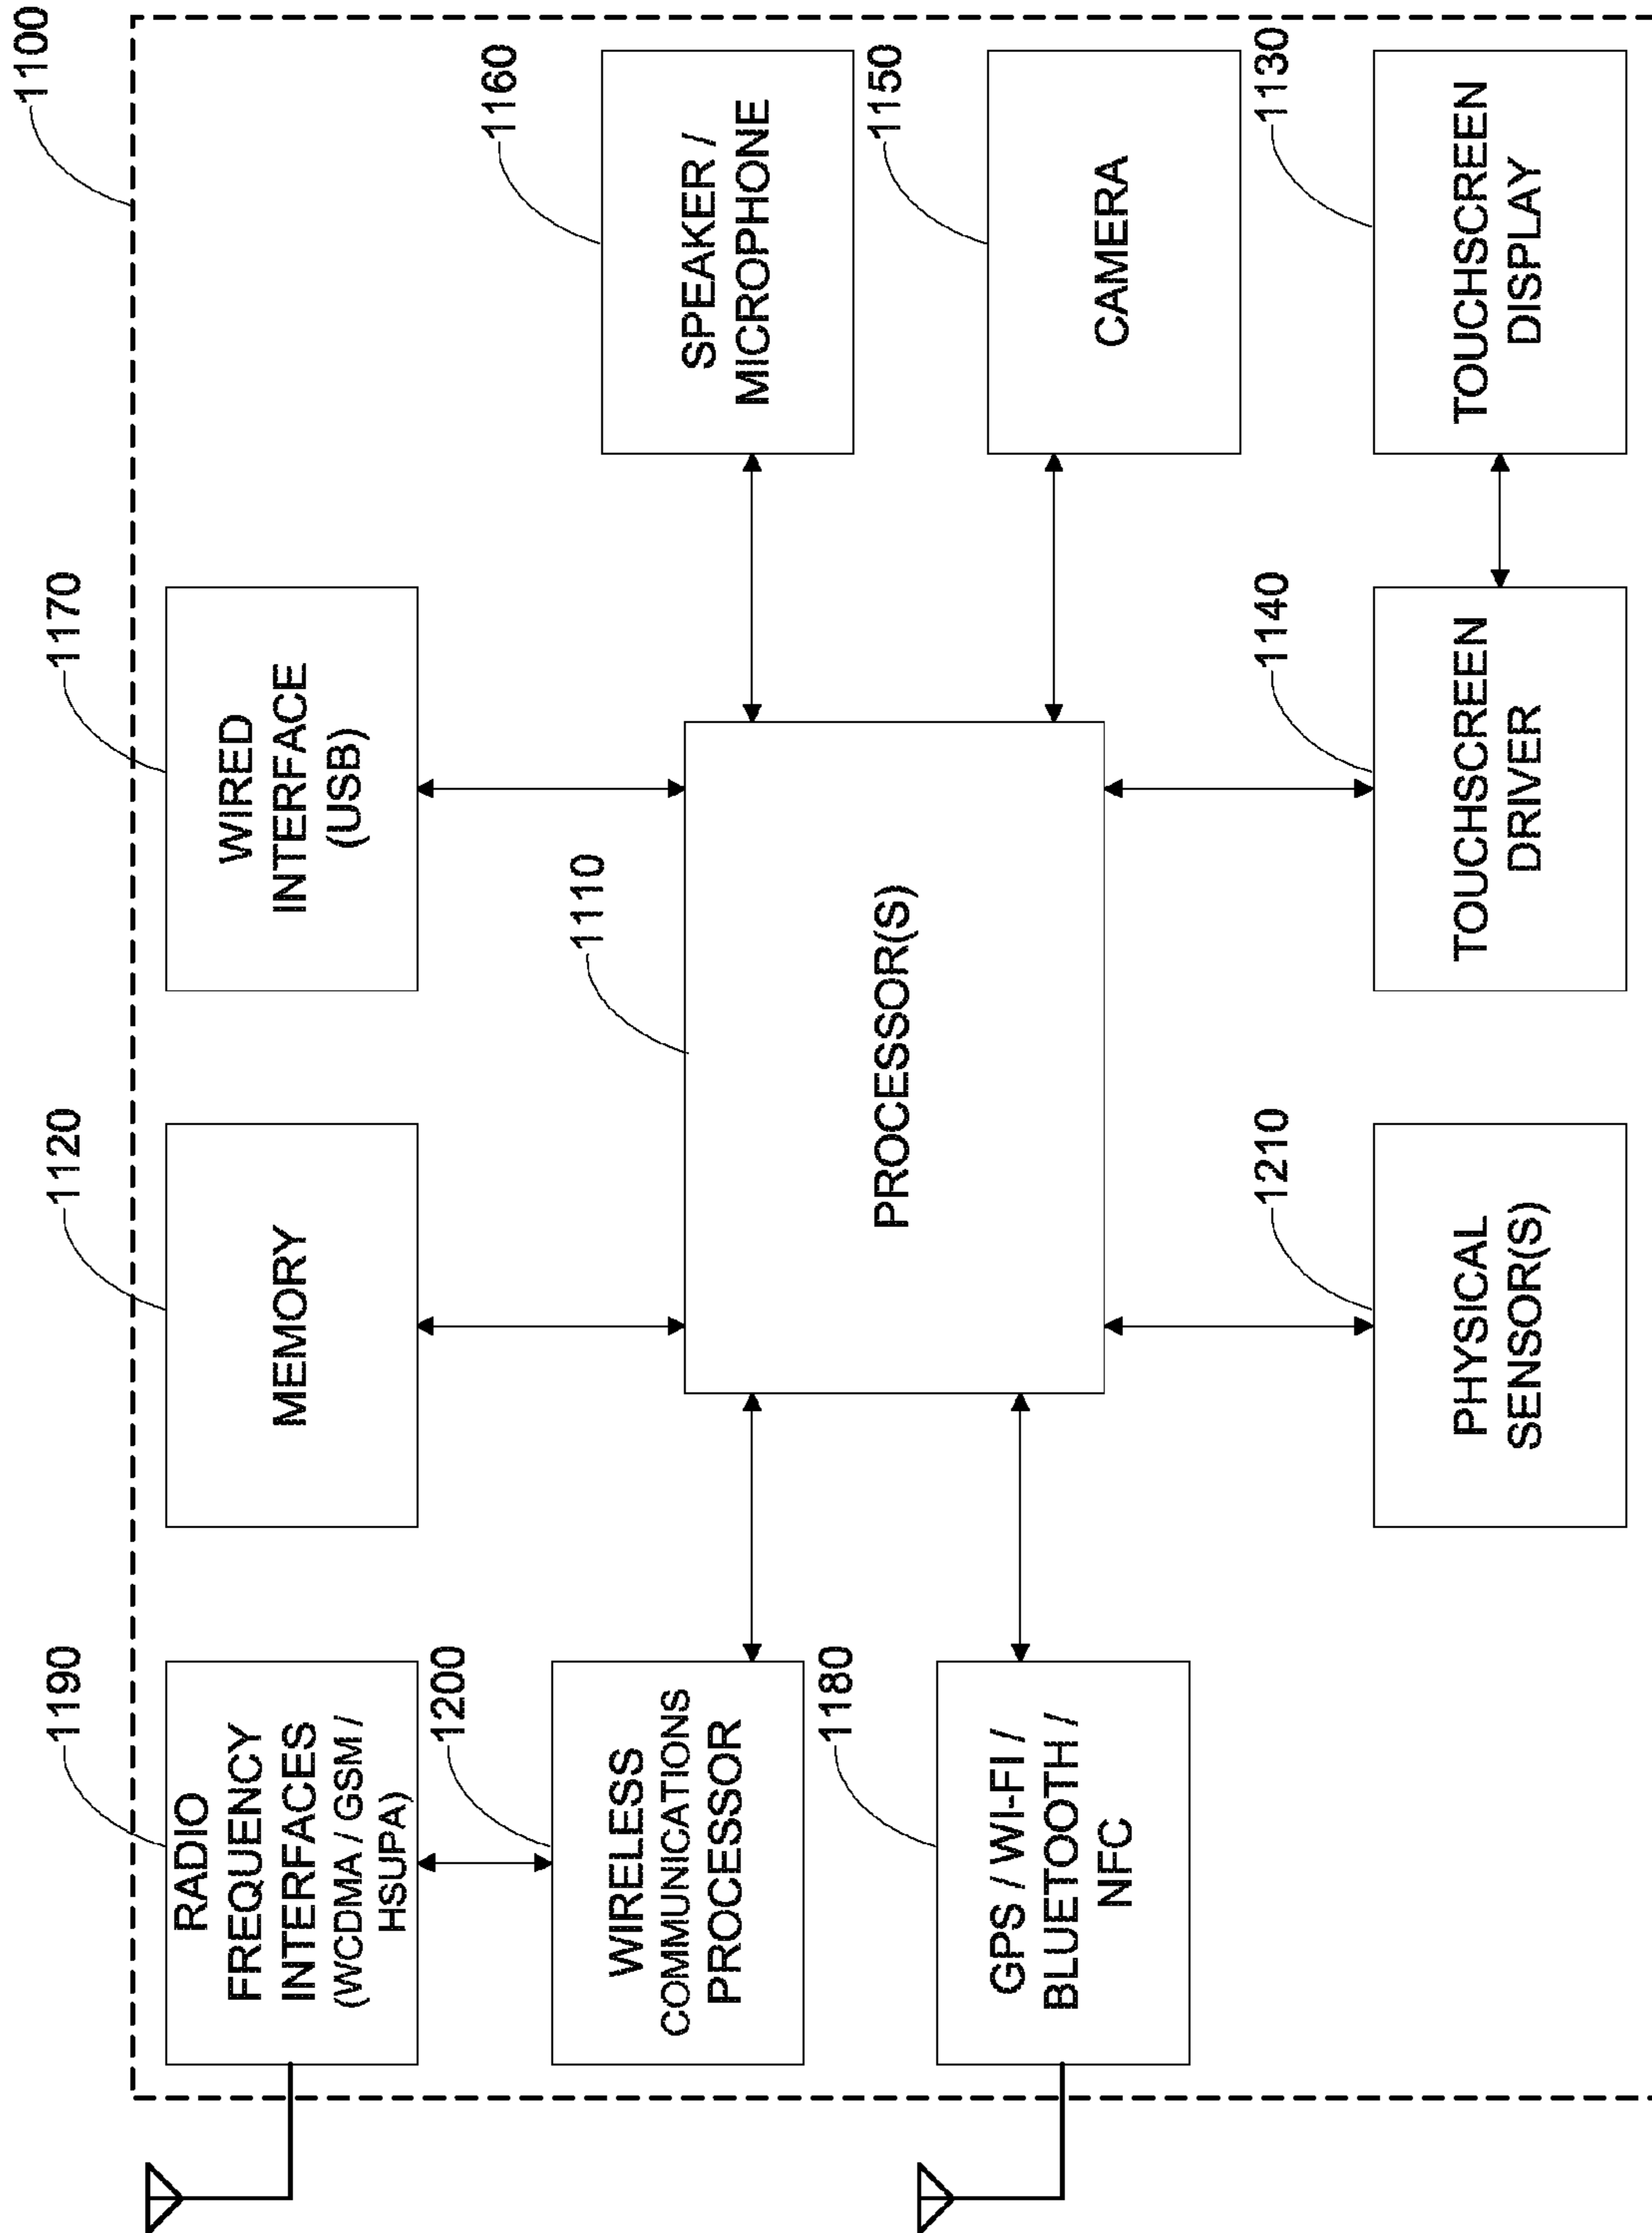 1100
1190
1120
1170
RADIO
FREQUENCY
INTERFACES
(WCDMA / GSM /
HSUPA)
MEMORY
WIRED
INTERFACE
(USB)
1200
1110
1160
WIRELESS
COMMUNICATIONS
PROCESSOR
SPEAKER /
MICROPHONE
PROCESSOR(S)
1180
1150
GPS / WI-FI /
BLUETOOTH /
NFC
CAMERA
1210
1140
1130
PHYSICAL
SENSOR(S)
TOUCHSCREEN
DRIVER
TOUCHSCREEN
DISPLAY